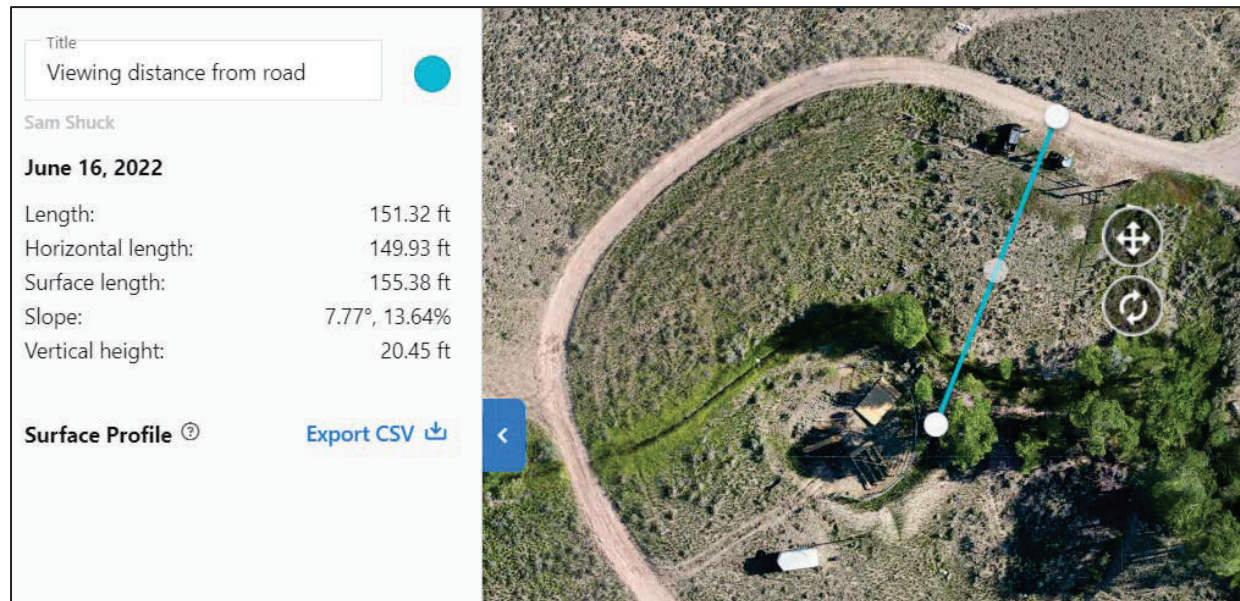 Title
Viewing distance from road
Sam Shuck
June 16, 2022
Length: 151.32 ft
Horizontal length: 149.93 ft
Surface length: 155.38 ft
Slope: 7.77°, 13.64%
Vertical height: 20.45 ft
Surface Profile ? Export CSV